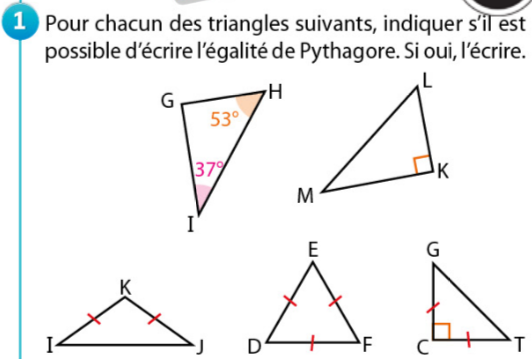 1 Pour chacun des triangles suivants, indiquer s'il est
possible d'écrire l'égalité de Pythagore. Si oui, l'écrire.
G H L
53°
37° K
M
I
E G
K
I J D F C T